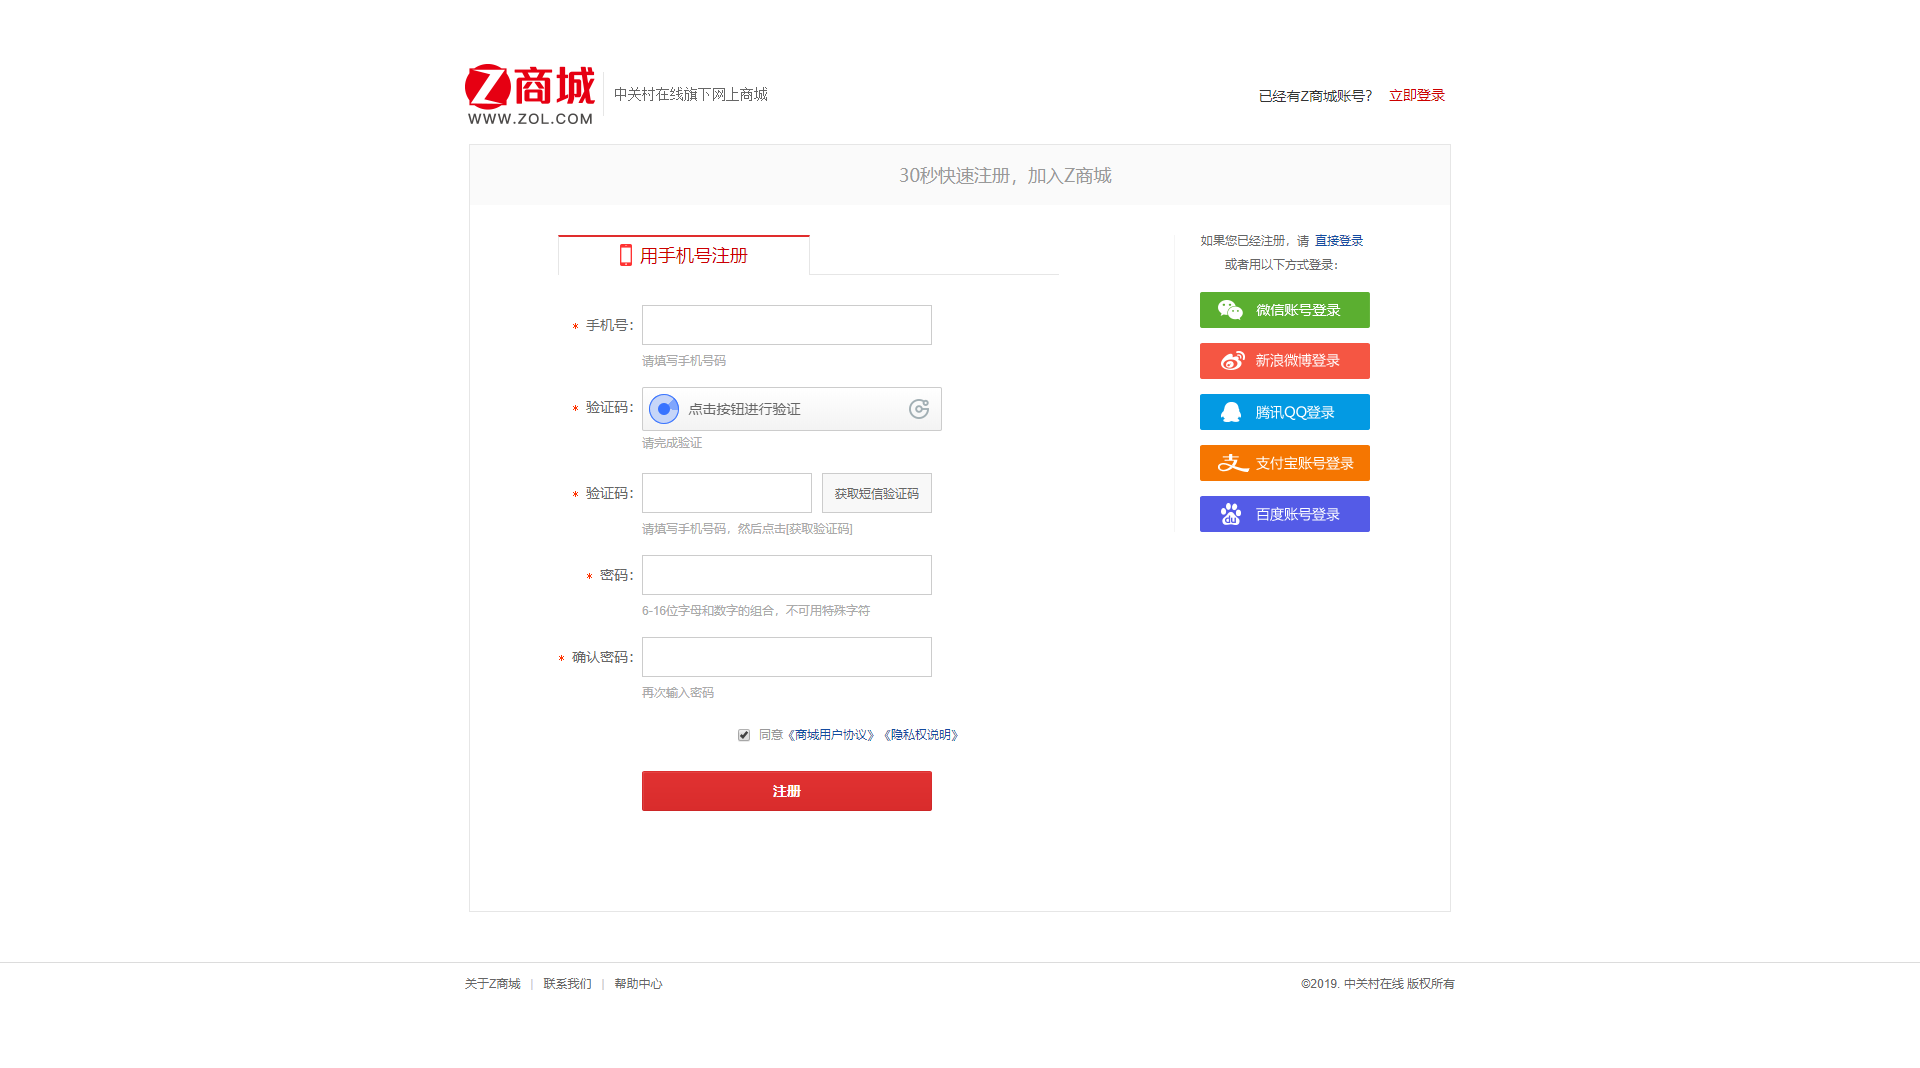 Z商城
WWW.ZOL.COM
中关村在线旗下网上商城
已经有Z商城账号？ 立即登录
30秒快速注册，加入Z商城
用手机号注册
* 手机号：
请填写手机号码
* 验证码：
点击按钮进行验证
请完成验证
* 验证码：
获取短信验证码
请填写手机号码，然后点击[获取验证码]
* 密码：
6-16位字母和数字的组合，不可用特殊字符
* 确认密码：
再次输入密码
同意《商城用户协议》《隐私权说明》
注册
如果您已经注册，请 直接登录
或者用以下方式登录：
微信账号登录
新浪微博登录
腾讯QQ登录
支 支付宝账号登录
du 百度账号登录
关于Z商城 | 联系我们 | 帮助中心
©2019. 中关村在线 版权所有